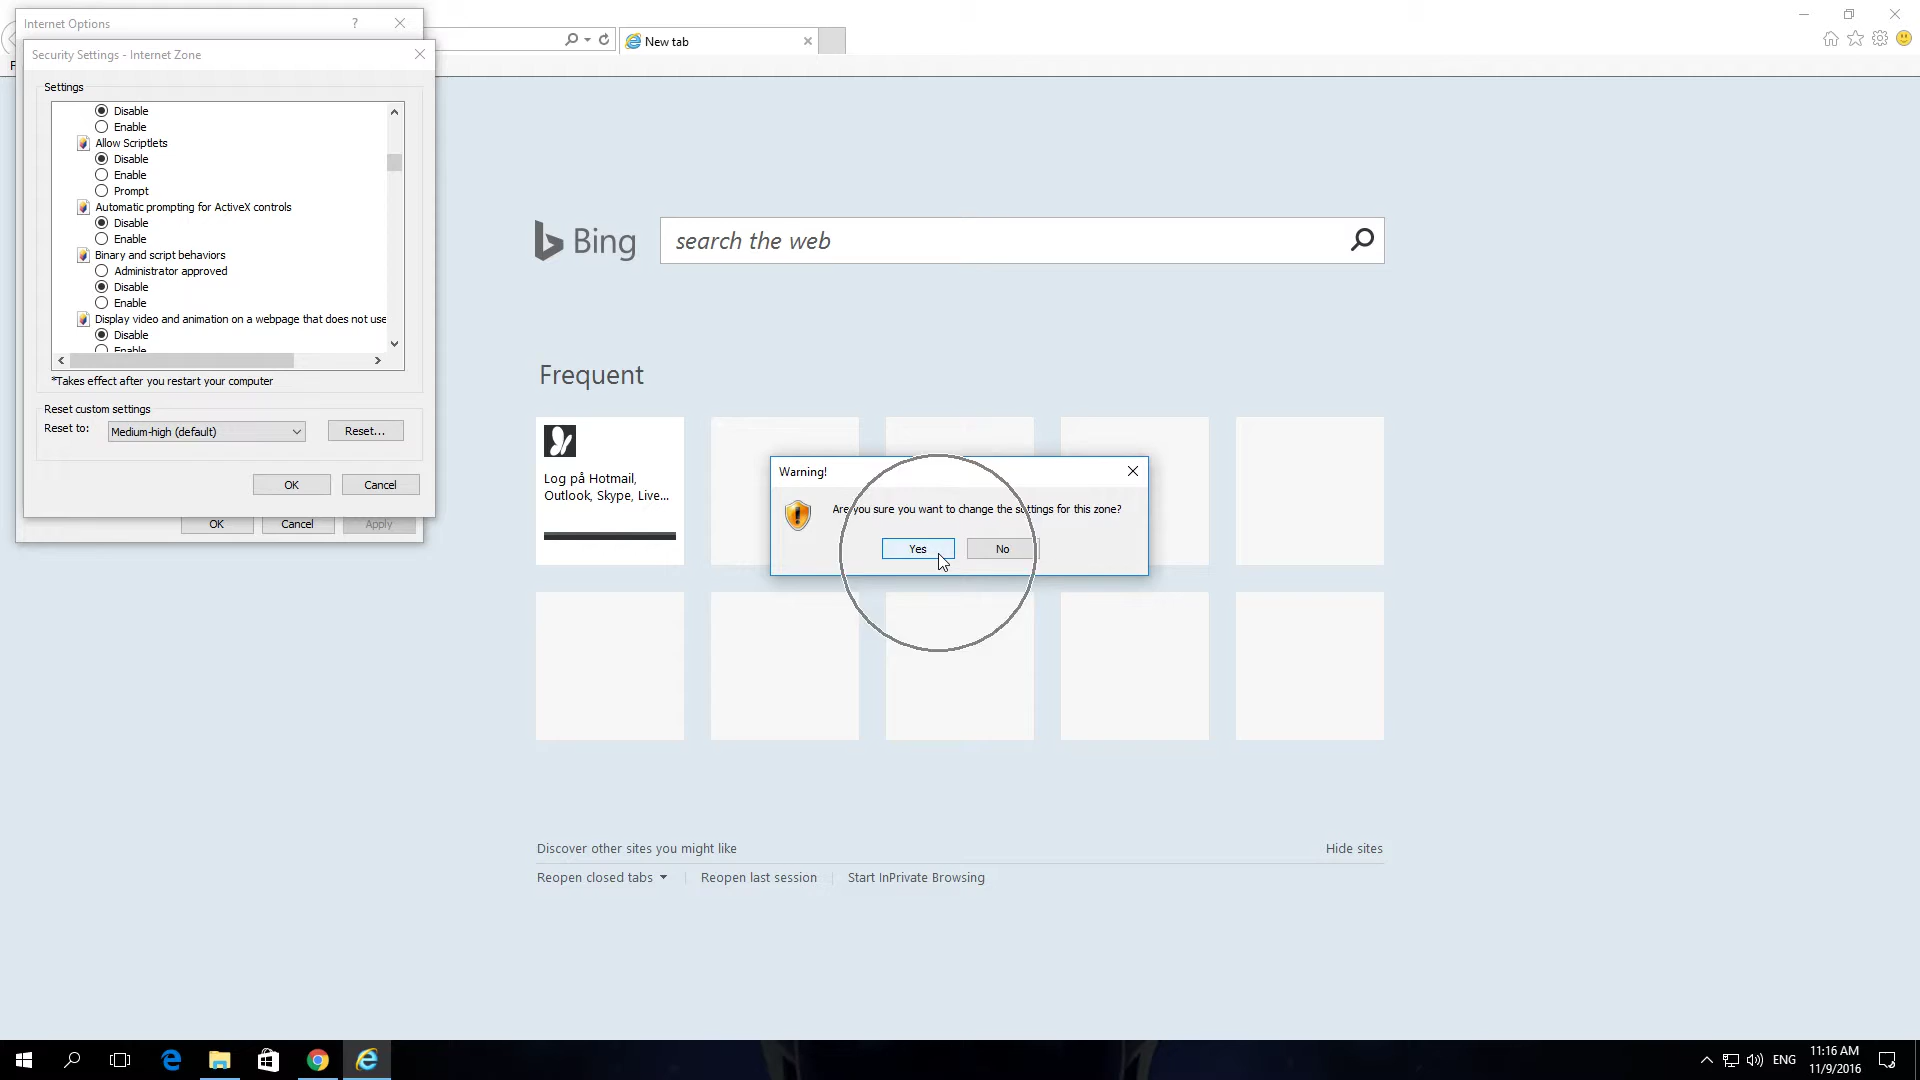 Internet Options
?
Security Settings - Internet Zone
F
New tab
Settings
Disable
Enable
Allow Scriptlets
Disable
Enable
Prompt
Automatic prompting for ActiveX controls
Disable
Enable
Binary and script behaviors
Administrator approved
Disable
Enable
Display video and animation on a webpage that does not use
Disable
Enable
*Takes effect after you restart your computer
Reset custom settings
Reset to:
Medium-high (default)
Reset...
OK
Cancel
OK
Cancel
Apply
Bing
search the web
Frequent
Log på Hotmail,
Outlook, Skype, Live...
Warning!
Are you sure you want to change the settings for this zone?
Yes
No
Discover other sites you might like
Hide sites
Reopen closed tabs
Reopen last session
Start InPrivate Browsing
ENG
11:16 AM
11/9/2016